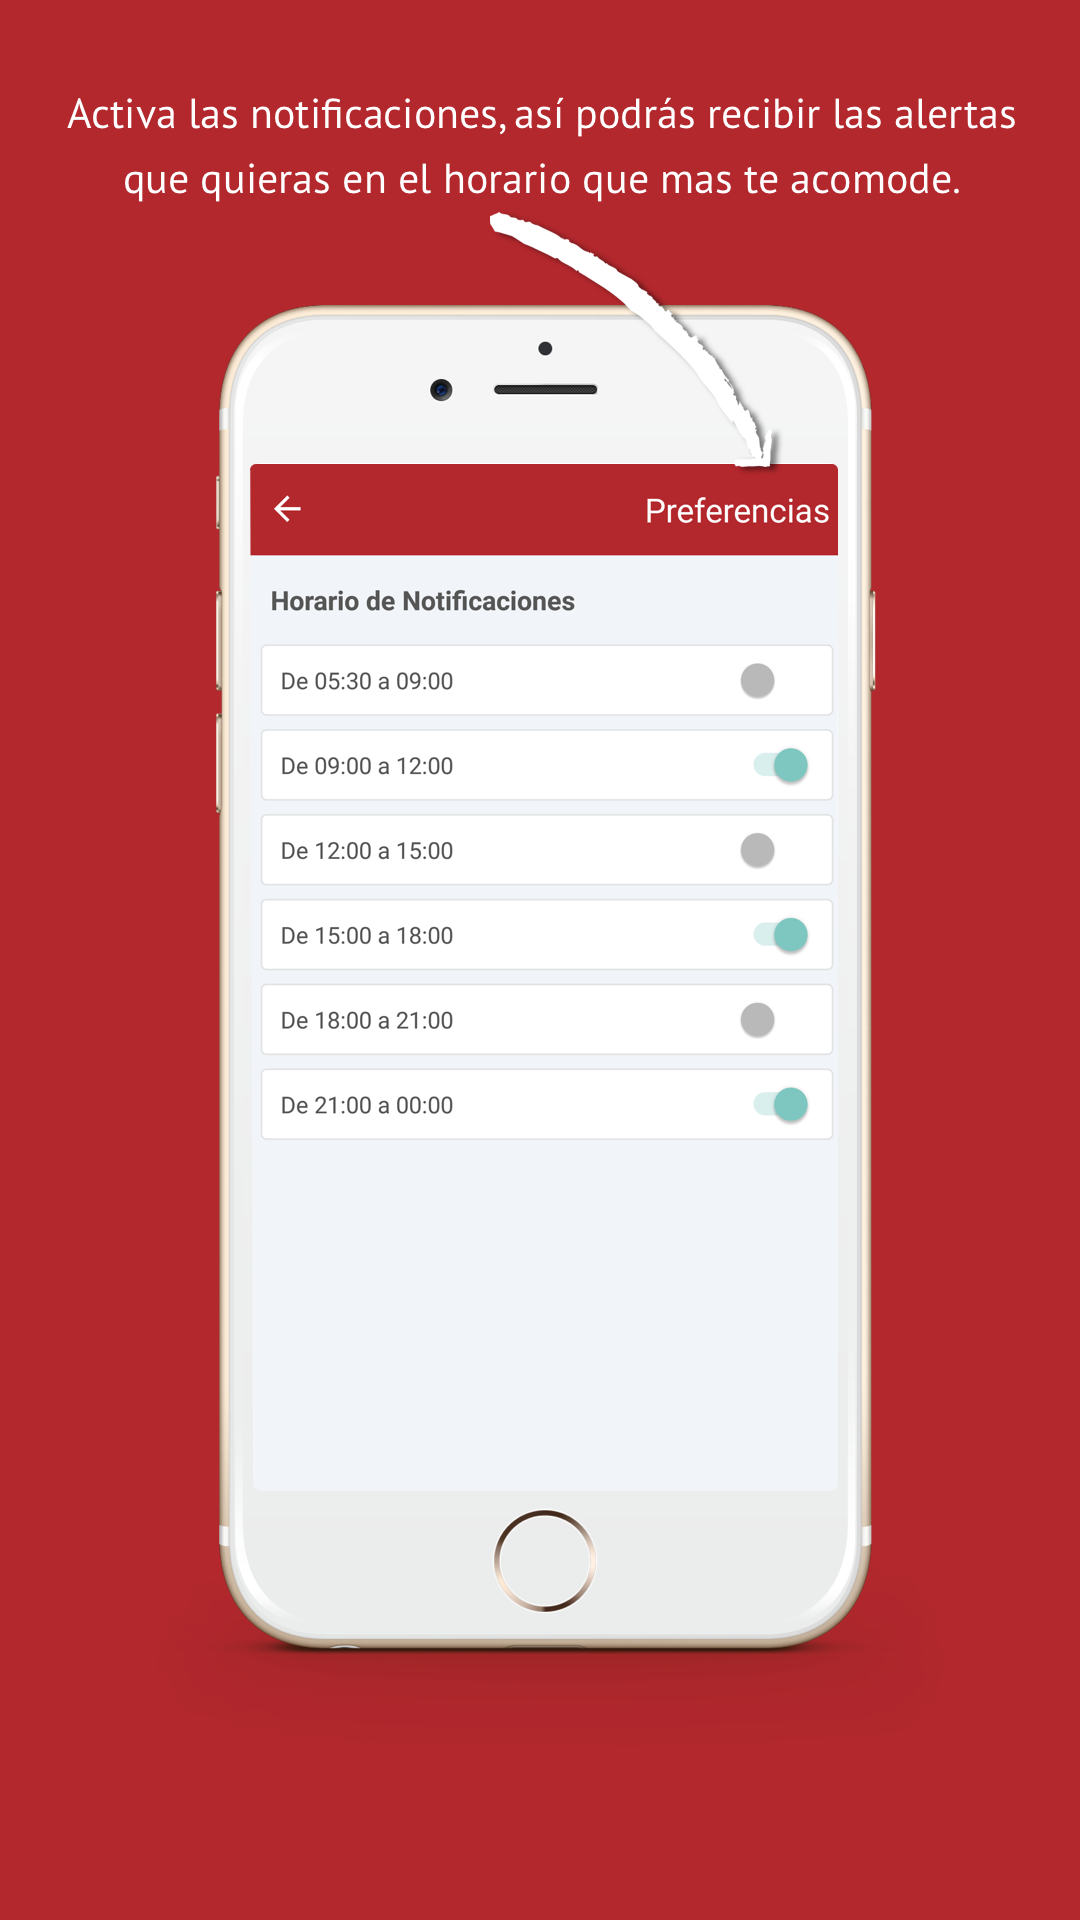 Activa las notificaciones, así podrás recibir las alertas
que quieras en el horario que mas te acomode.
Preferencias
Horario de Notificaciones
De 05:30 a 09:00
De 09:00 a 12:00
De 12:00 a 15:00
De 15:00 a 18:00
De 18:00 a 21:00
De 21:00 a 00:00